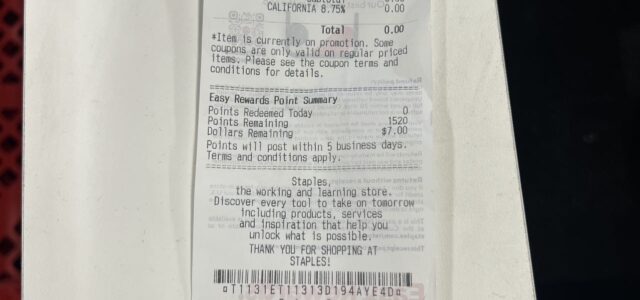 Subtotal 0.00
CALIFORNIA 8.75% 0.00
Total 0.00
*Item is currently on promotion. Some
coupons are only valid on regular priced
items. Please see the coupon terms and
conditions for details.
Easy Rewards Point Summary
Points Redeemed Today 0
Points Remaining 1520
Dollars Remaining $7.00
Points will post within 5 business days.
Terms and conditions apply.
Staples,
the working and learning store.
Discover every tool to take on tomorrow
including products, services
and inspiration that help you
unlock what is possible.
THANK YOU FOR SHOPPING AT
STAPLES!
¤T1131ET11313D194AYE4D¤